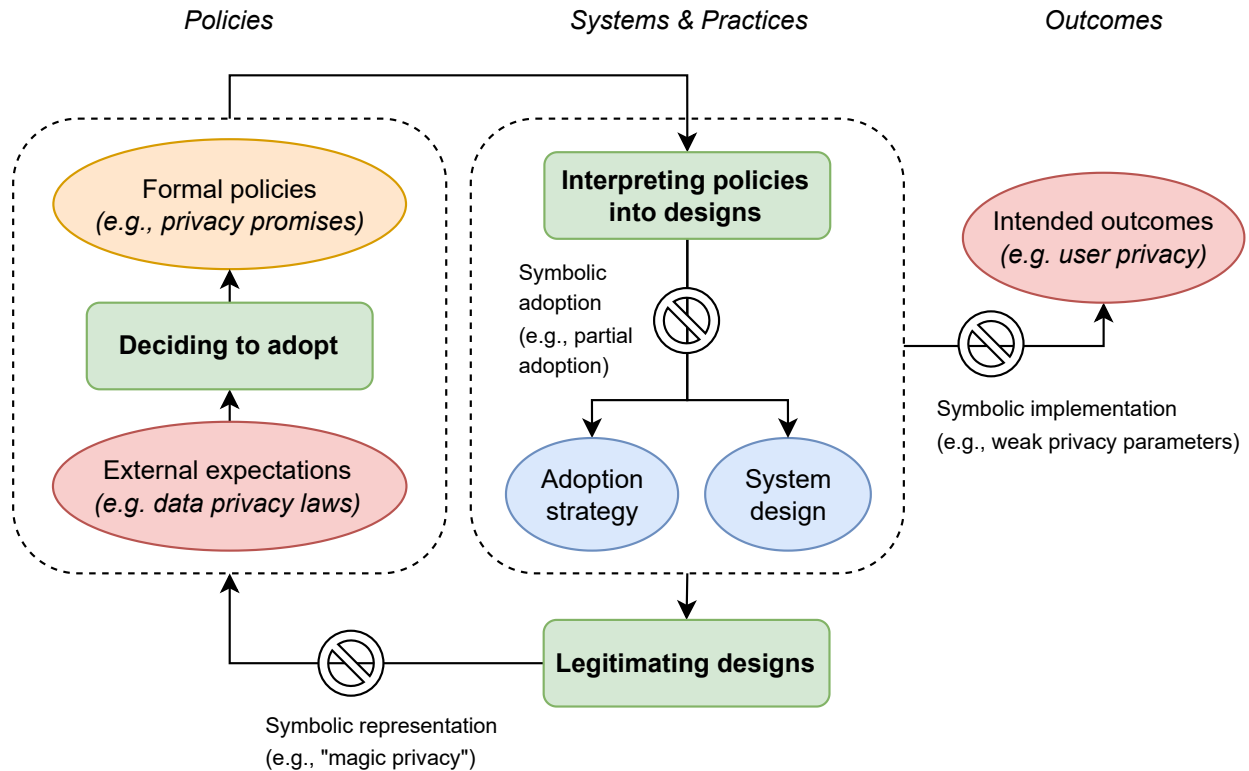 Policies
Systems & Practices
Outcomes
Formal policies
(e.g., privacy promises)
Deciding to adopt
External expectations
(e.g. data privacy laws)
Interpreting policies
into designs
Symbolic
adoption
(e.g., partial
adoption)
Adoption
strategy
System
design
Intended outcomes
(e.g. user privacy)
Symbolic implementation
(e.g., weak privacy parameters)
Legitimating designs
Symbolic representation
(e.g., "magic privacy")